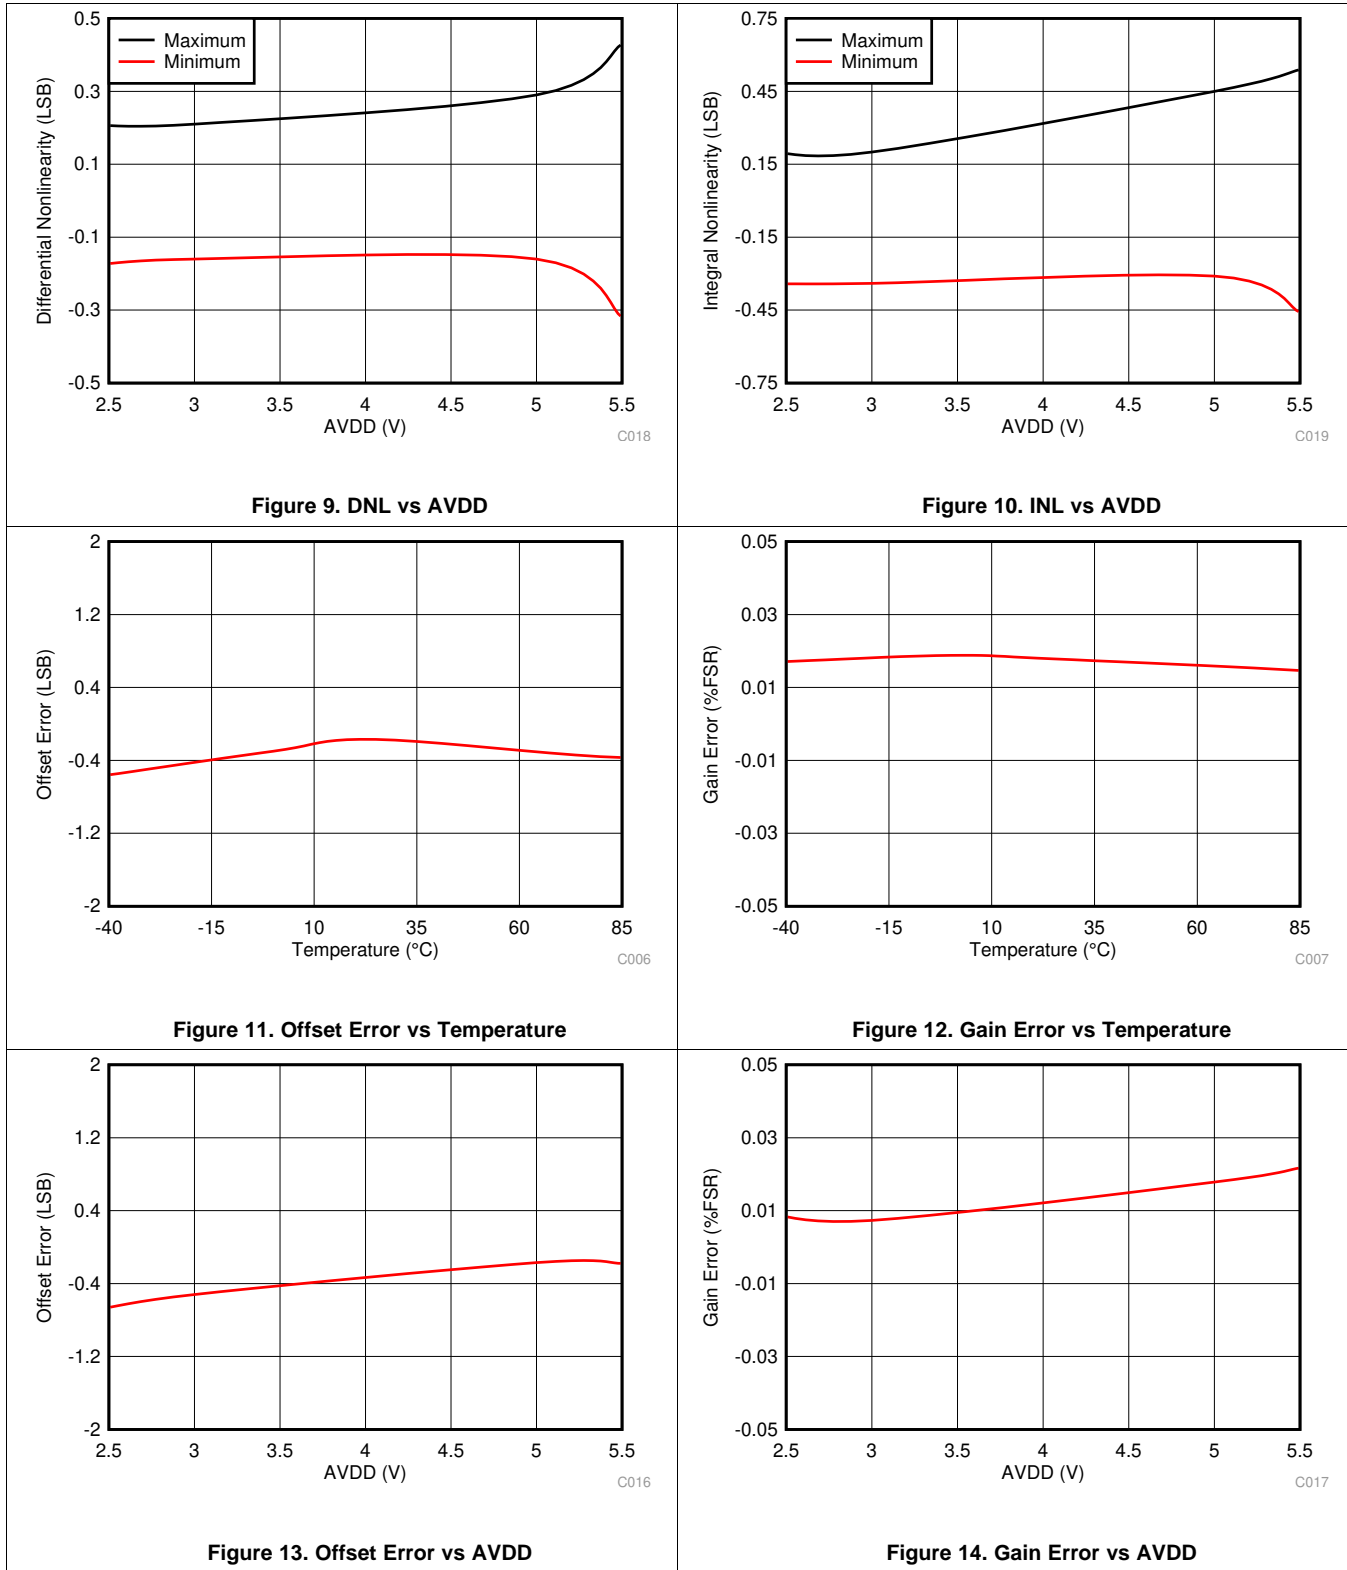 0.5
0.3
0.1
-0.1
-0.3
-0.5
Differential Nonlinearity (LSB)
Maximum
Minimum
2.5 3 3.5 4 4.5 5 5.5
AVDD (V)
C018
Figure 9. DNL vs AVDD
0.75
0.45
0.15
-0.15
-0.45
-0.75
Integral Nonlinearity (LSB)
Maximum
Minimum
2.5 3 3.5 4 4.5 5 5.5
AVDD (V)
C019
Figure 10. INL vs AVDD
2
1.2
0.4
-0.4
-1.2
-2
Offset Error (LSB)
-40 -15 10 35 60 85
Temperature (°C)
C006
Figure 11. Offset Error vs Temperature
0.05
0.03
0.01
-0.01
-0.03
-0.05
Gain Error (%FSR)
-40 -15 10 35 60 85
Temperature (°C)
C007
Figure 12. Gain Error vs Temperature
2
1.2
0.4
-0.4
-1.2
-2
Offset Error (LSB)
2.5 3 3.5 4 4.5 5 5.5
AVDD (V)
C016
Figure 13. Offset Error vs AVDD
0.05
0.03
0.01
-0.01
-0.03
-0.05
Gain Error (%FSR)
2.5 3 3.5 4 4.5 5 5.5
AVDD (V)
C017
Figure 14. Gain Error vs AVDD